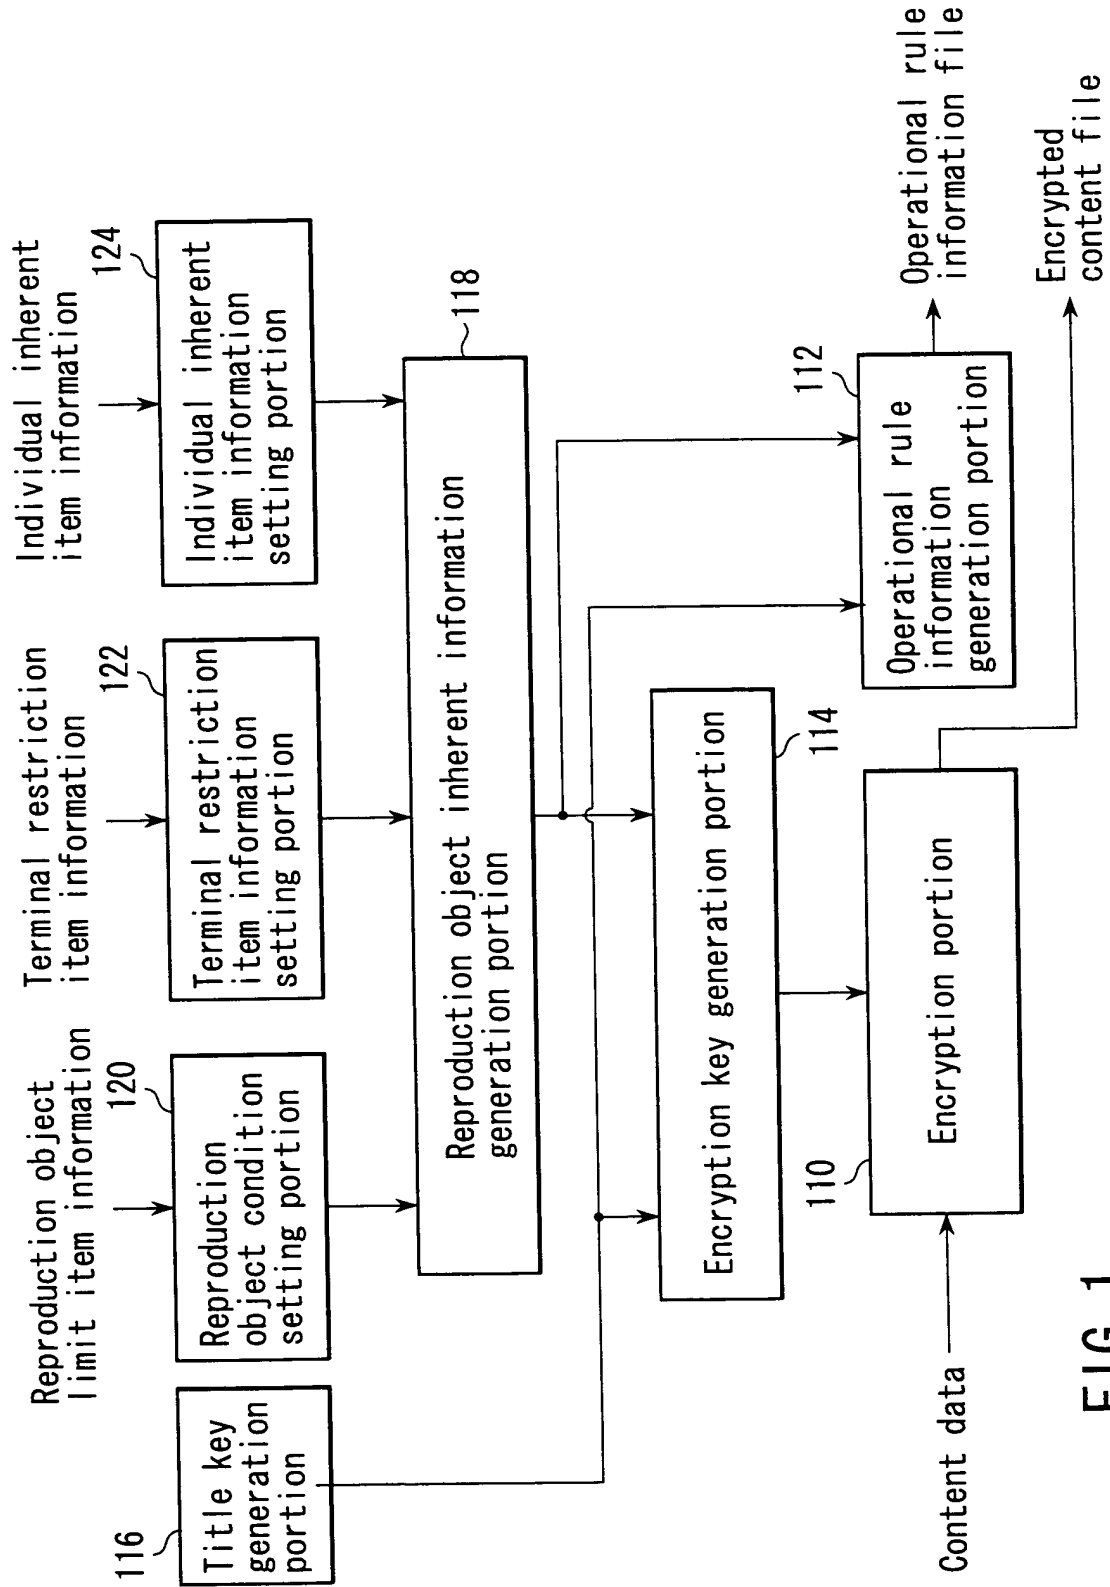 Reproduction object
limit item information
Terminal restriction
item information
Individual inherent
item information
116
120
122
124
Title key
generation
portion
Reproduction
object condition
setting portion
Terminal restriction
item information
setting portion
Individual inherent
item information
setting portion
118
Reproduction object inherent information
generation portion
Encryption key generation portion
114
112
Operational rule
information
generation portion
Operational rule
information file
110
Encryption portion
Content data
Encrypted
content file
FIG. 1